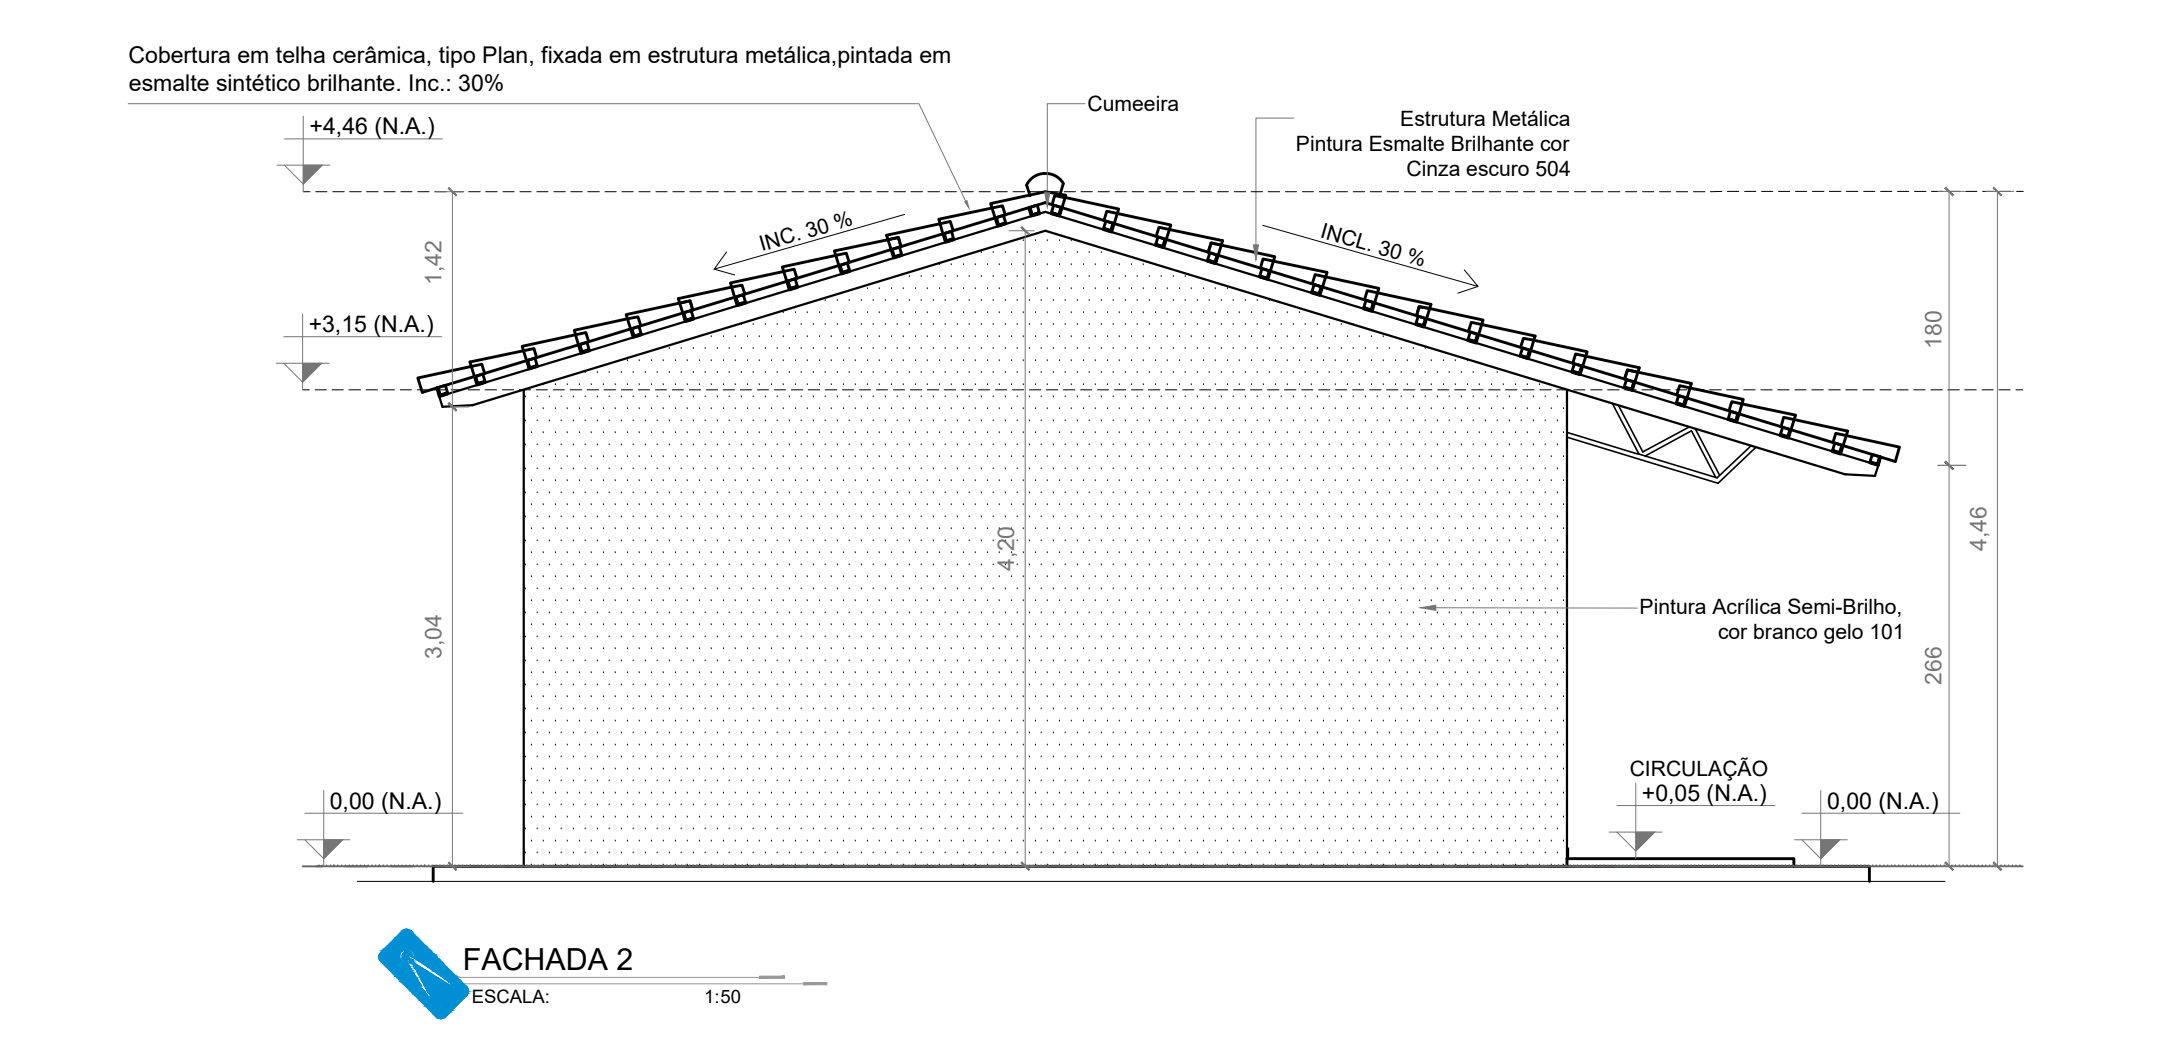 Cobertura em telha cerâmica, tipo Plan, fixada em estrutura metálica,pintada em
esmalte sintético brilhante. Inc.: 30%
Cumeeira
+4,46 (N.A.)
Estrutura Metálica
Pintura Esmalte Brilhante cor
Cinza escuro 504
INC. 30 %
INCL. 30 %
1,42
+3,15 (N.A.)
180
4,20
4,46
3,04
Pintura Acrílica Semi-Brilho,
cor branco gelo 101
266
CIRCULAÇÃO
+0,05 (N.A.)
0,00 (N.A.)
0,00 (N.A.)
FACHADA 2
ESCALA: 1:50